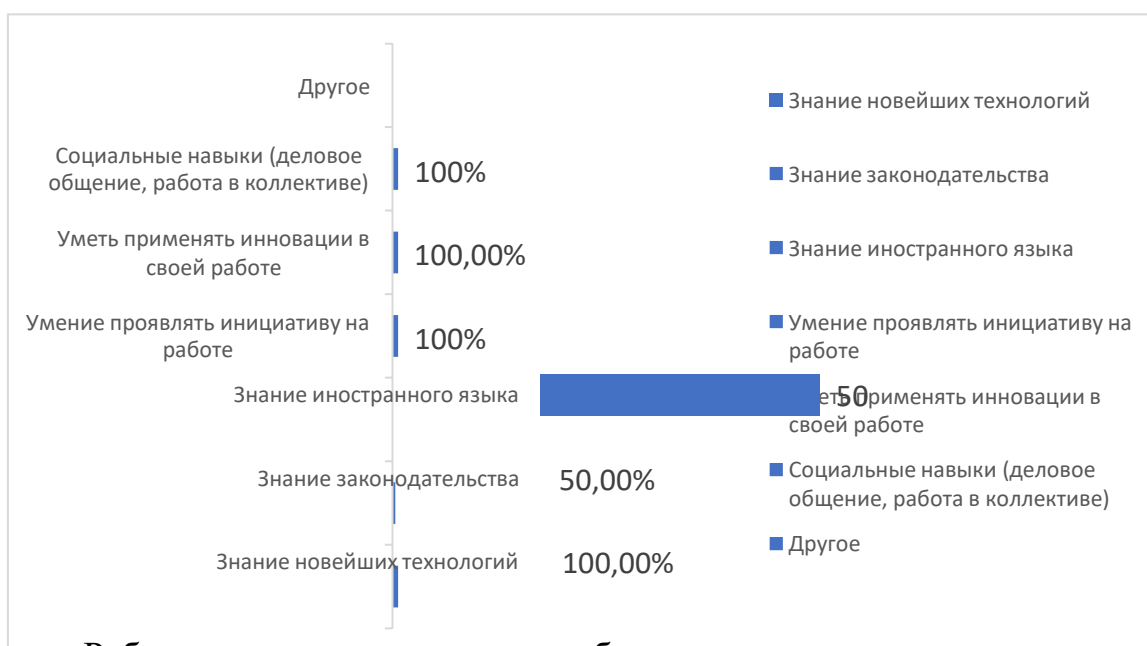 Другое
Социальные навыки (деловое
общение, работа в коллективе)
100%
Уметь применять инновации в
своей работе
100,00%
Умение проявлять инициативу на
работе
100%
Знание иностранного языка
50
Знание законодательства
50,00%
Знание новейших технологий
100,00%
Знание новейших технологий
Знание законодательства
Знание иностранного языка
Умение проявлять инициативу на
работе
применять инновации в
своей работе
Социальные навыки (деловое
общение, работа в коллективе)
Другое